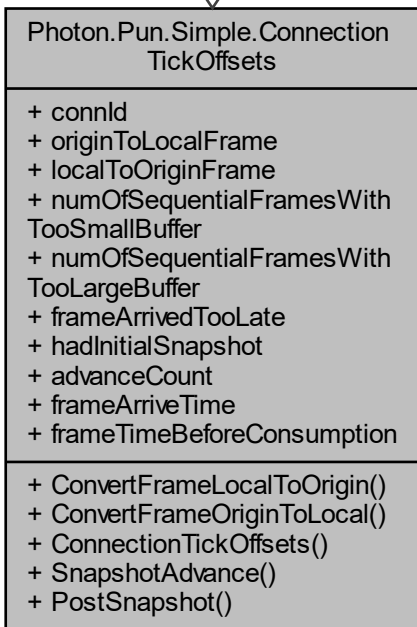 Photon.Pun.Simple.Connection
TickOffsets
+ connId
+ originToLocalFrame
+ localToOriginFrame
+ numOfSequentialFramesWith
TooSmallBuffer
+ numOfSequentialFramesWith
TooLargeBuffer
+ frameArrivedTooLate
+ hadInitialSnapshot
+ advanceCount
+ frameArriveTime
+ frameTimeBeforeConsumption
+ ConvertFrameLocalToOrigin()
+ ConvertFrameOriginToLocal()
+ ConnectionTickOffsets()
+ SnapshotAdvance()
+ PostSnapshot()